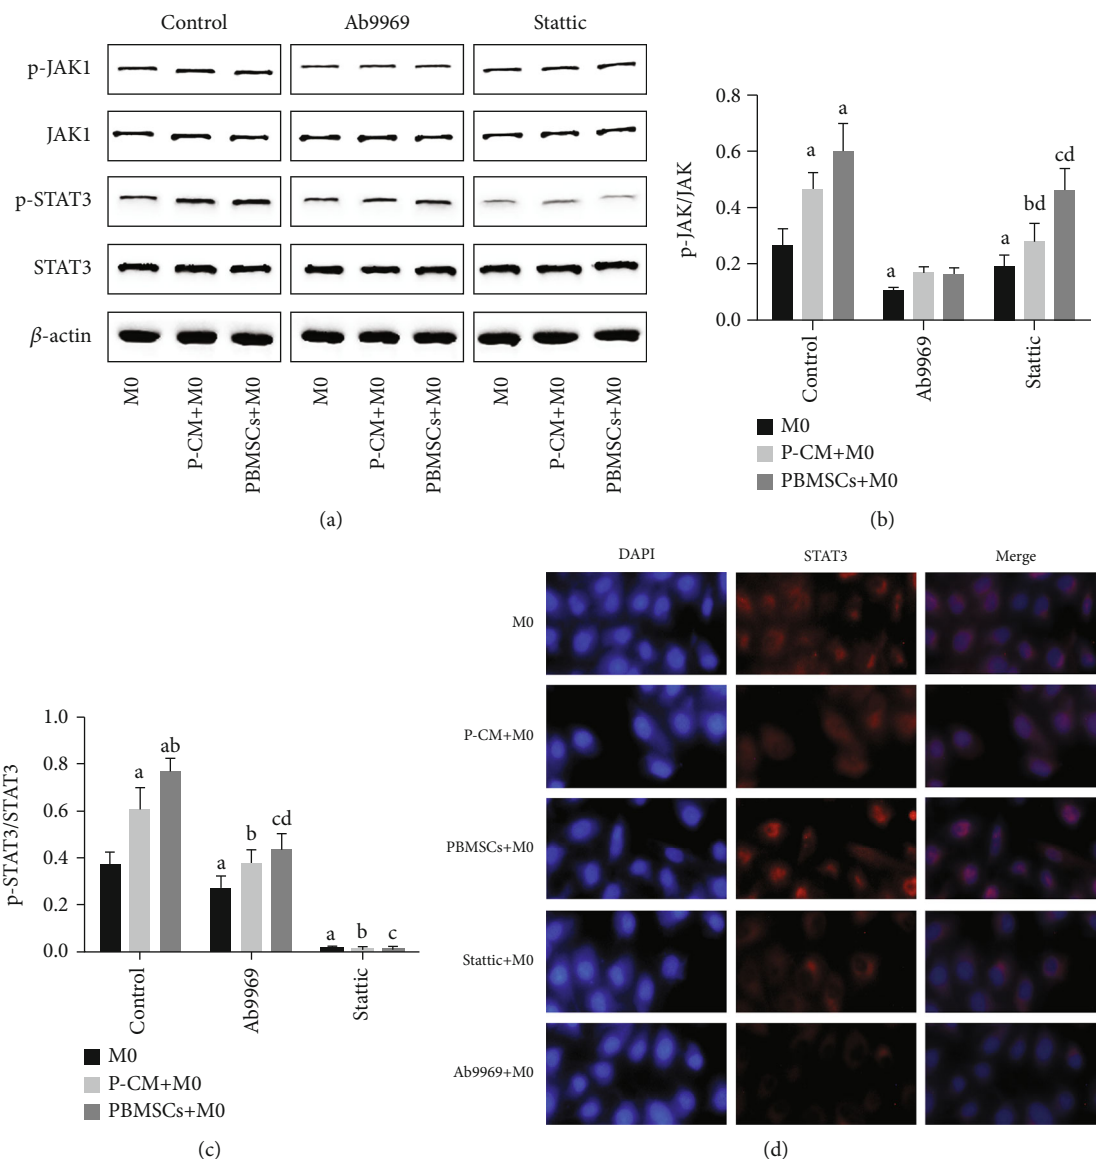 (a)
Control Ab9969 Stattic
p-JAK1
JAK1
p-STAT3
STAT3
β-actin
M0 P-CM+M0 PBMSCs+M0 M0 P-CM+M0 PBMSCs+M0 M0 P-CM+M0 PBMSCs+M0
(a)
p-JAK/JAK
0.8
0.6
0.4
0.2
0.0
a a a a bd cd
Control Ab9969 Stattic
M0
P-CM+M0
PBMSCs+M0
(b)
p-STAT3/STAT3
1.0
0.8
0.6
0.4
0.2
0.0
a ab a b cd a b c
Control Ab9969 Stattic
M0
P-CM+M0
PBMSCs+M0
(c)
DAPI STAT3 Merge
M0
P-CM+M0
PBMSCs+M0
Stattic+M0
Ab9969+M0
(d)